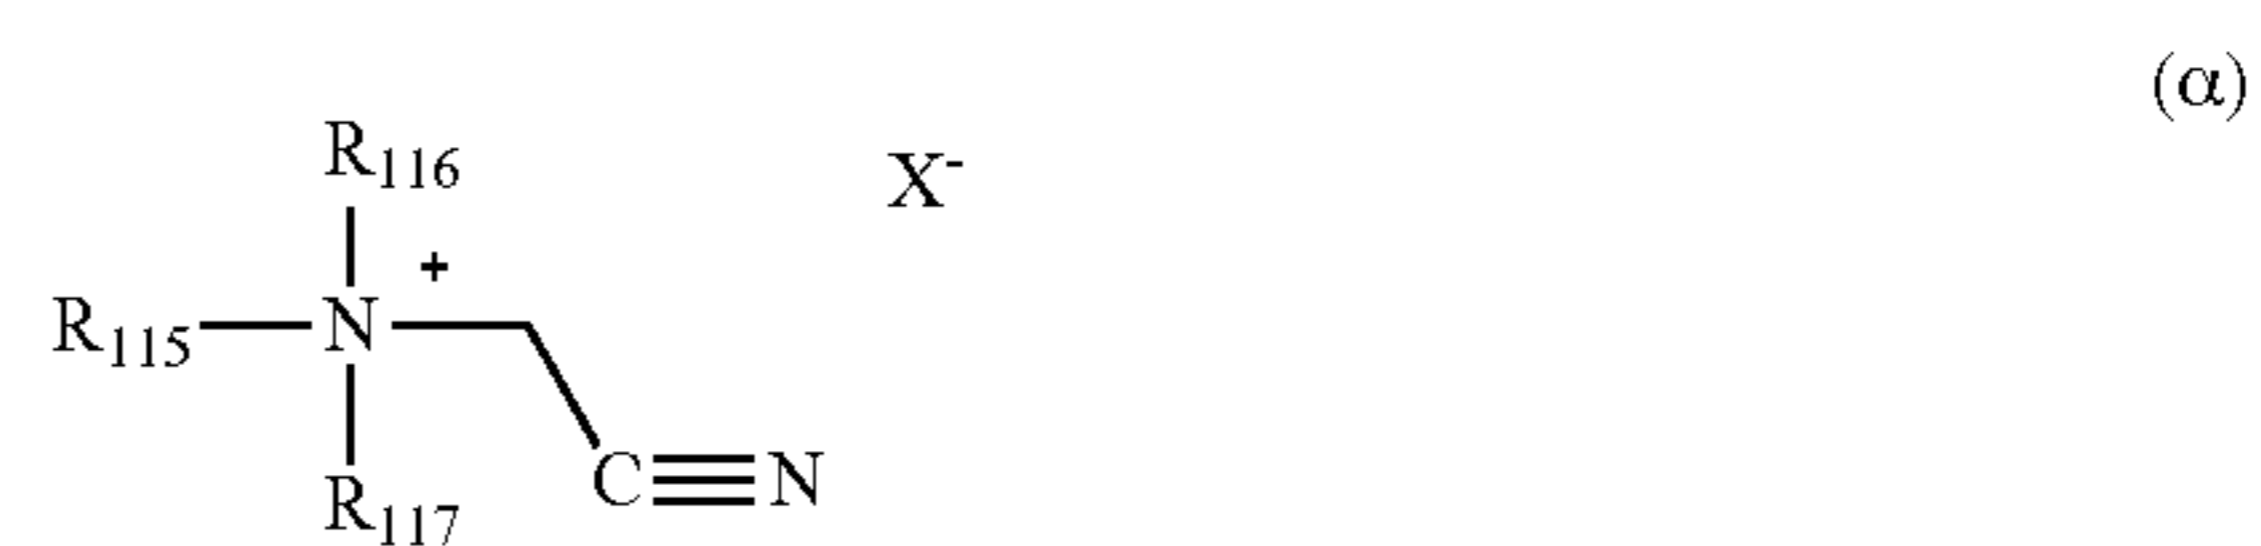 (α)
R₁₁₆
X⁻
+
R₁₁₅ N
C N
R₁₁₇